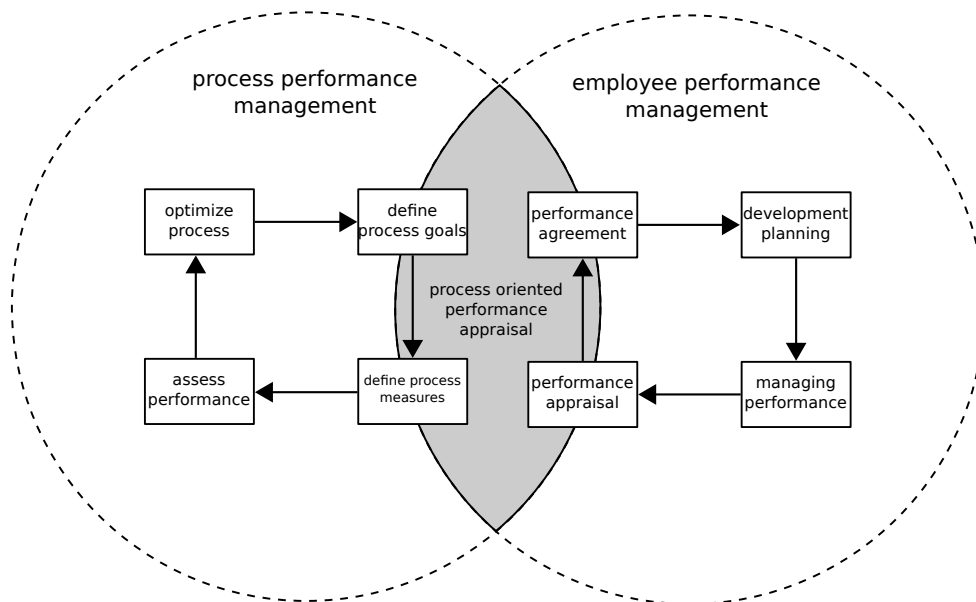 process performance
management
employee performance
management
optimize
process
define
process goals
performance
agreement
development
planning
process oriented
performance
appraisal
assess
performance
define process
measures
performance
appraisal
managing
performance